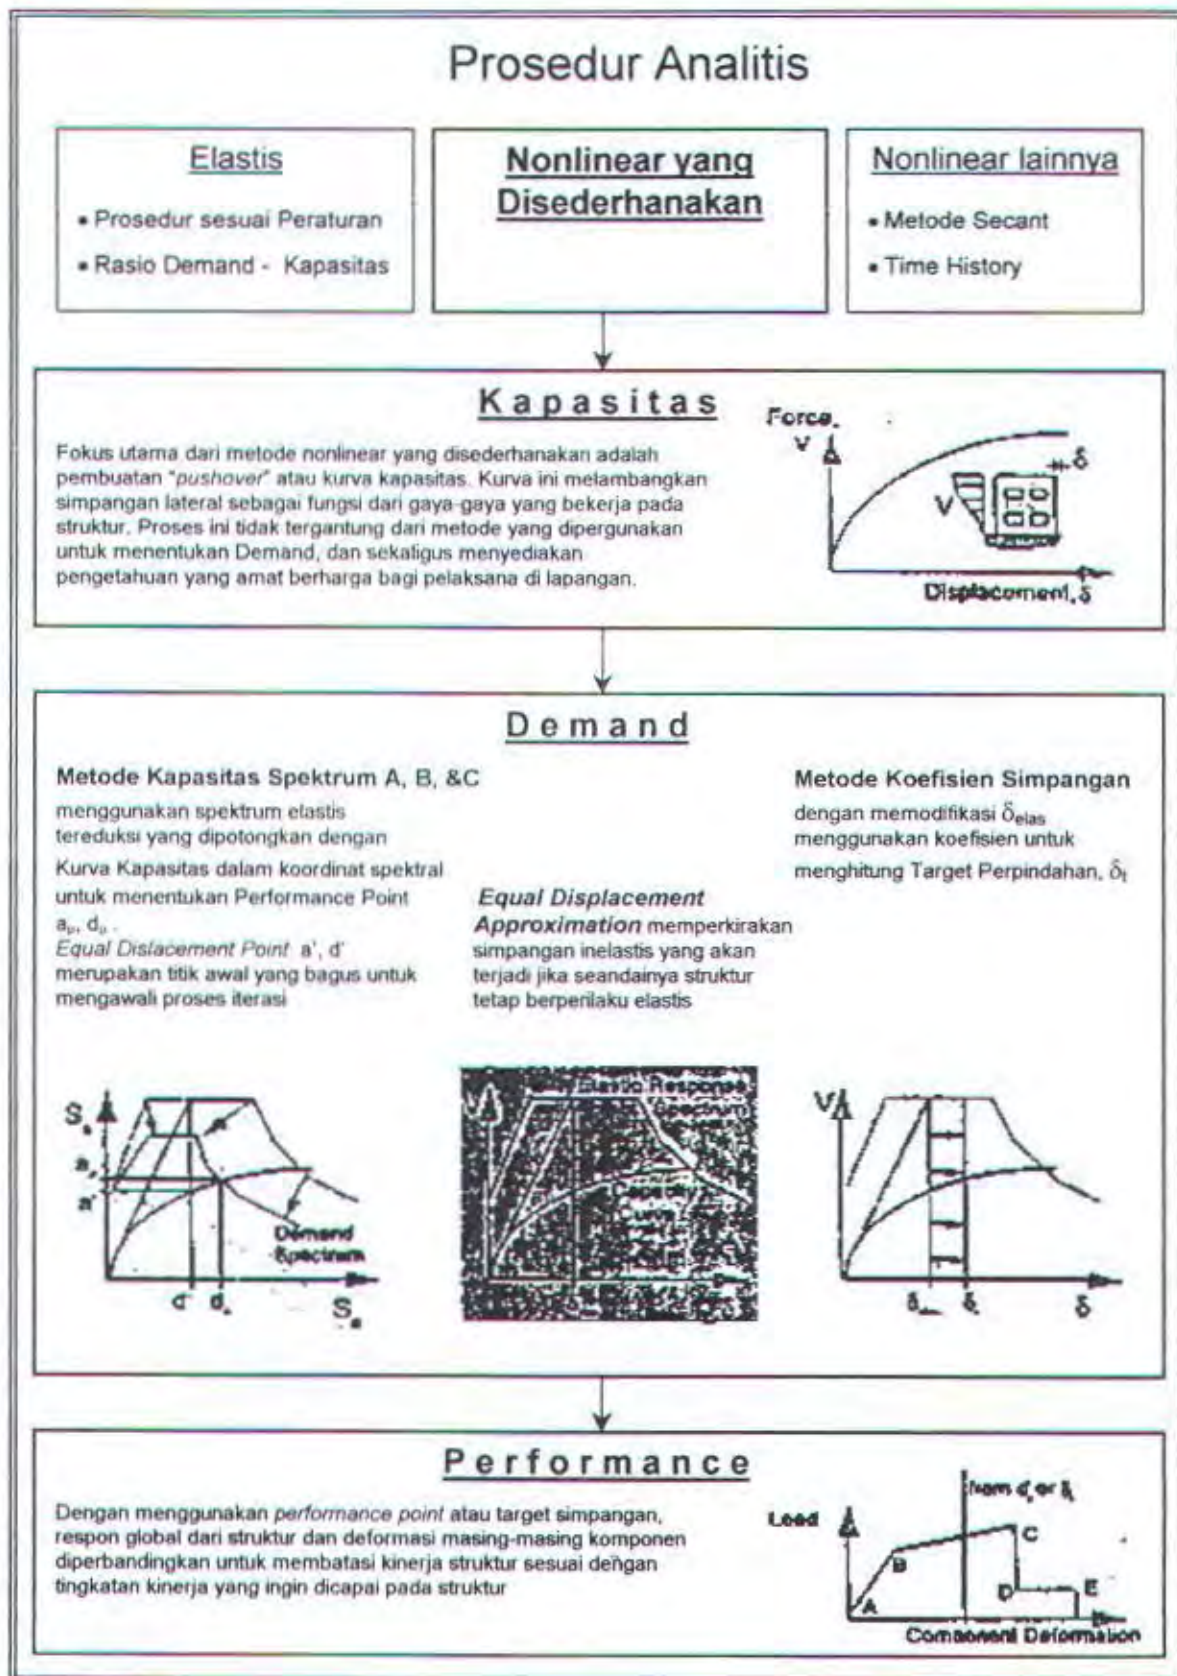 Prosedur Analitis
Elastis
• Prosedur sesuai Peraturan
• Rasio Demand - Kapasitas
Nonlinear yang
Disederhanakan
Nonlinear lainnya
• Metode Secant
• Time History
Kapasitas
Fokus utama dari metode nonlinear yang disederhanakan adalah
pembuatan "pushover" atau kurva kapasitas. Kurva ini melambangkan
simpangan lateral sebagai fungsi dari gaya-gaya yang bekerja pada
struktur. Proses ini tidak tergantung dari metode yang dipergunakan
untuk menentukan Demand, dan sekaligus menyediakan
pengetahuan yang amat berharga bagi pelaksana di lapangan.
Force,
V
δ
V
Displacement, δ
Demand
Metode Kapasitas Spektrum A, B, &C
menggunakan spektrum elastis
tereduksi yang dipotongkan dengan
Kurva Kapasitas dalam koordinat spektral
untuk menentukan Performance Point
aₚ, dₚ .
Equal Dislacement Point a', d'
merupakan titik awal yang bagus untuk
mengawali proses iterasi
Equal Displacement
Approximation memperkirakan
simpangan inelastis yang akan
terjadi jika seandainya struktur
tetap berperilaku elastis
Metode Koefisien Simpangan
dengan memodifikasi δelas
menggunakan koefisien untuk
menghitung Target Perpindahan, δt
Demand
Spectrum
Elastic Response
Spectrum
Capacity
Curve
V
δ
Performance
Dengan menggunakan performance point atau target simpangan,
respon global dari struktur dan deformasi masing-masing komponen
diperbandingkan untuk membatasi kinerja struktur sesuai dengan
tingkatan kinerja yang ingin dicapai pada struktur
Load
A
B
C
D
E
Component Deformation